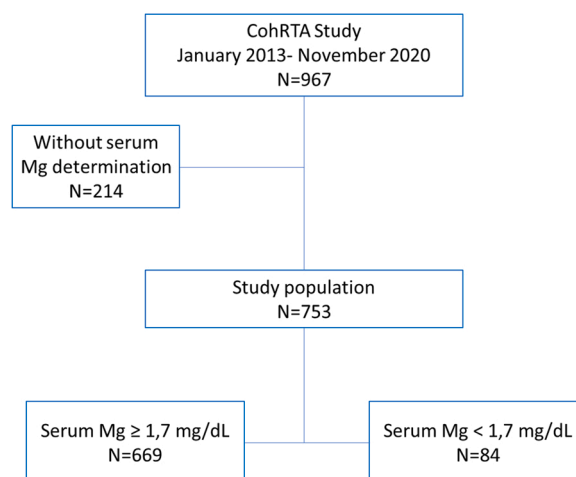 CohRTA Study
January 2013- November 2020
N=967
Without serum
Mg determination
N=214
Study population
N=753
Serum Mg ≥ 1,7 mg/dL
N=669
Serum Mg < 1,7 mg/dL
N=84